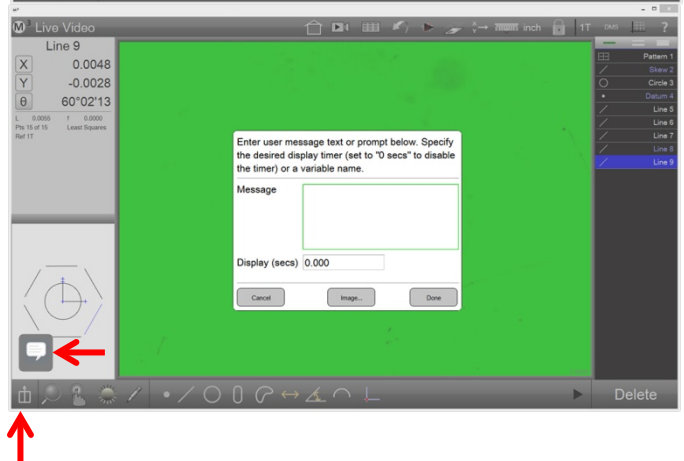 M³
M³ Live Video
inch
1T
DMS
?
Line 9
X 0.0048
Y -0.0028
θ 60°02'13
L 0.0055 f 0.0000
Pts 15 of 15 Least Squares
Ref 1T
Pattern 1
Skew 2
Circle 3
Datum 4
Line 5
Line 6
Line 7
Line 8
Line 9
Enter user message text or prompt below. Specify
the desired display timer (set to "0 secs" to disable
the timer) or a variable name.
Message
Display (secs) 0.000
Cancel Image... Done
Delete